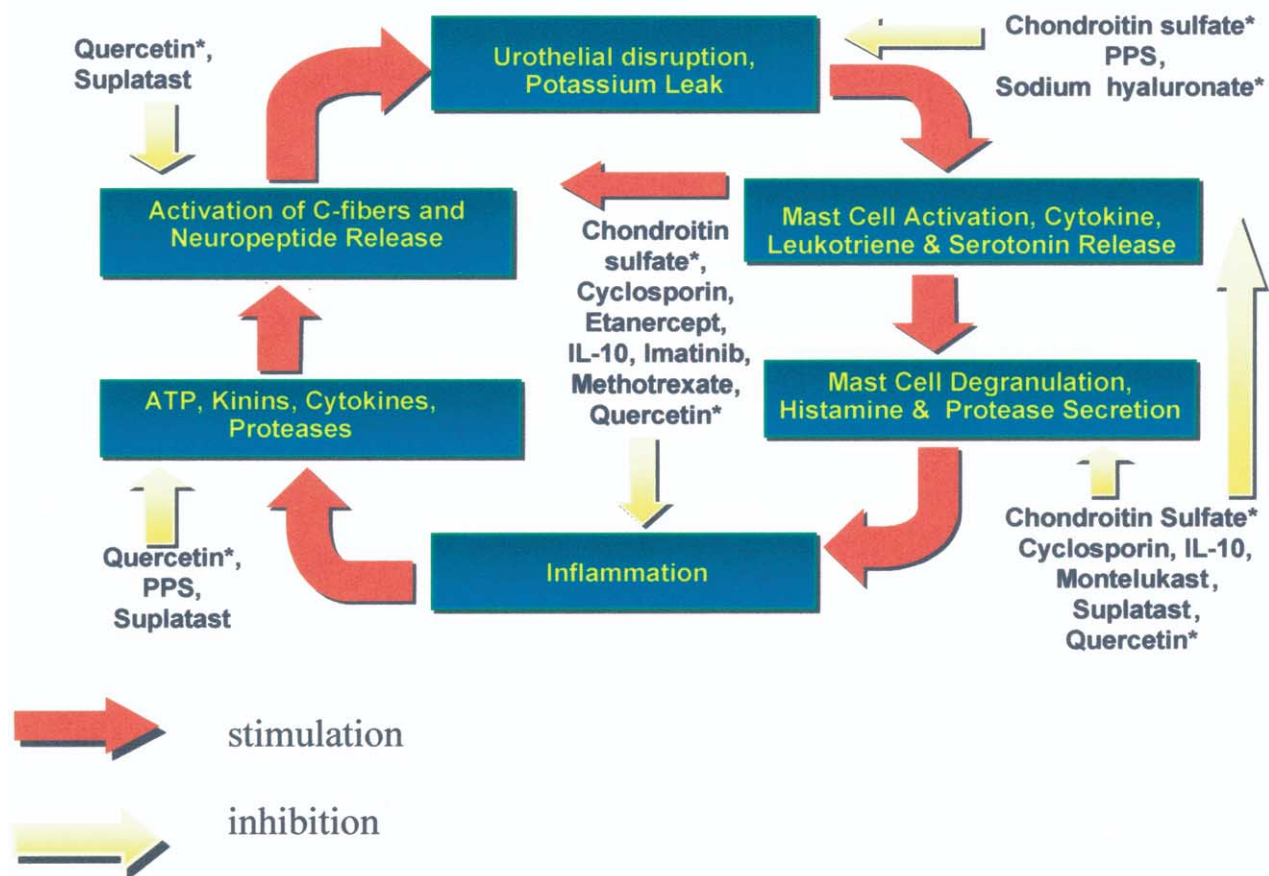 Quercetin*,
Suplatast
Urothelial disruption,
Potassium Leak
Chondroitin sulfate*
PPS,
Sodium hyaluronate*
Activation of C-fibers and
Neuropeptide Release
Chondroitin
sulfate*,
Cyclosporin,
Etanercept,
IL-10, Imatinib,
Methotrexate,
Quercetin*
Mast Cell Activation, Cytokine,
Leukotriene & Serotonin Release
ATP, Kinins, Cytokines,
Proteases
Mast Cell Degranulation,
Histamine & Protease Secretion
Quercetin*,
PPS,
Suplatast
Inflammation
Chondroitin Sulfate*
Cyclosporin, IL-10,
Montelukast,
Suplatast,
Quercetin*
stimulation
inhibition